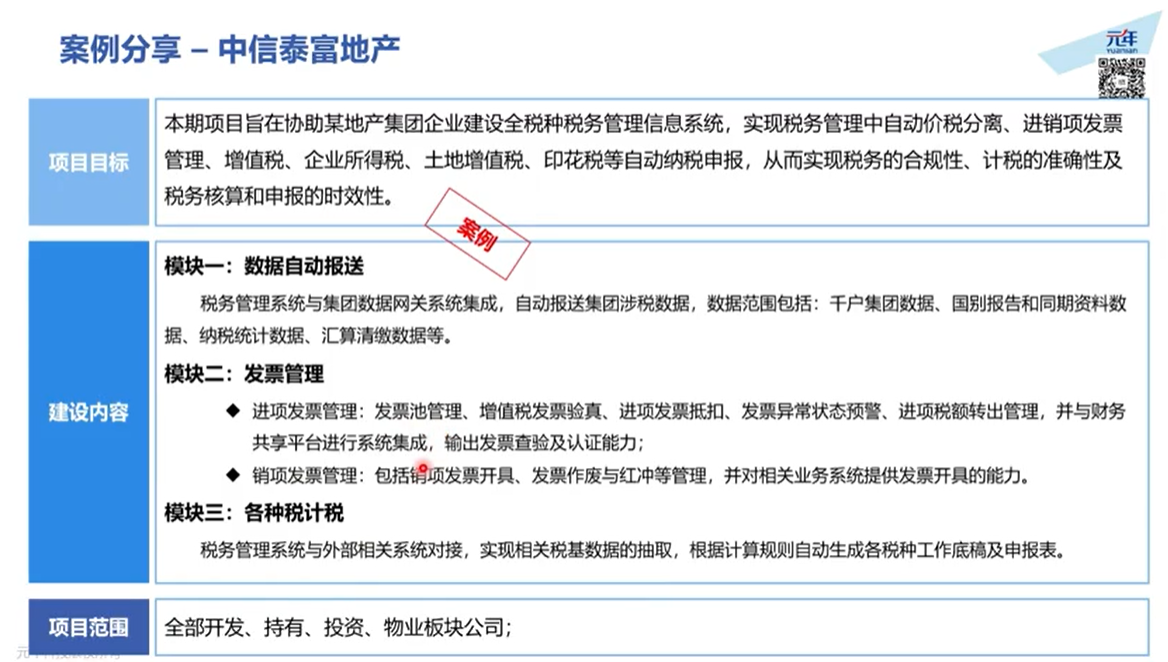 案例分享 – 中信泰富地产
元年
yuanian
项目目标
本期项目旨在协助某地产集团企业建设全税种税务管理信息系统，实现税务管理中自动价税分离、进销项发票
管理、增值税、企业所得税、土地增值税、印花税等自动纳税申报，从而实现税务的合规性、计税的准确性及
税务核算和申报的时效性。
案例
建设内容
模块一：数据自动报送
税务管理系统与集团数据网关系统集成，自动报送集团涉税数据，数据范围包括：千户集团数据、国别报告和同期资料数
据、纳税统计数据、汇算清缴数据等。
模块二：发票管理
◆ 进项发票管理：发票池管理、增值税发票验真、进项发票抵扣、发票异常状态预警、进项税额转出管理，并与财务
共享平台进行系统集成，输出发票查验及认证能力；
◆ 销项发票管理：包括销项发票开具、发票作废与红冲等管理，并对相关业务系统提供发票开具的能力。
模块三：各种税计税
税务管理系统与外部相关系统对接，实现相关税基数据的抽取，根据计算规则自动生成各税种工作底稿及申报表。
项目范围
全部开发、持有、投资、物业板块公司；